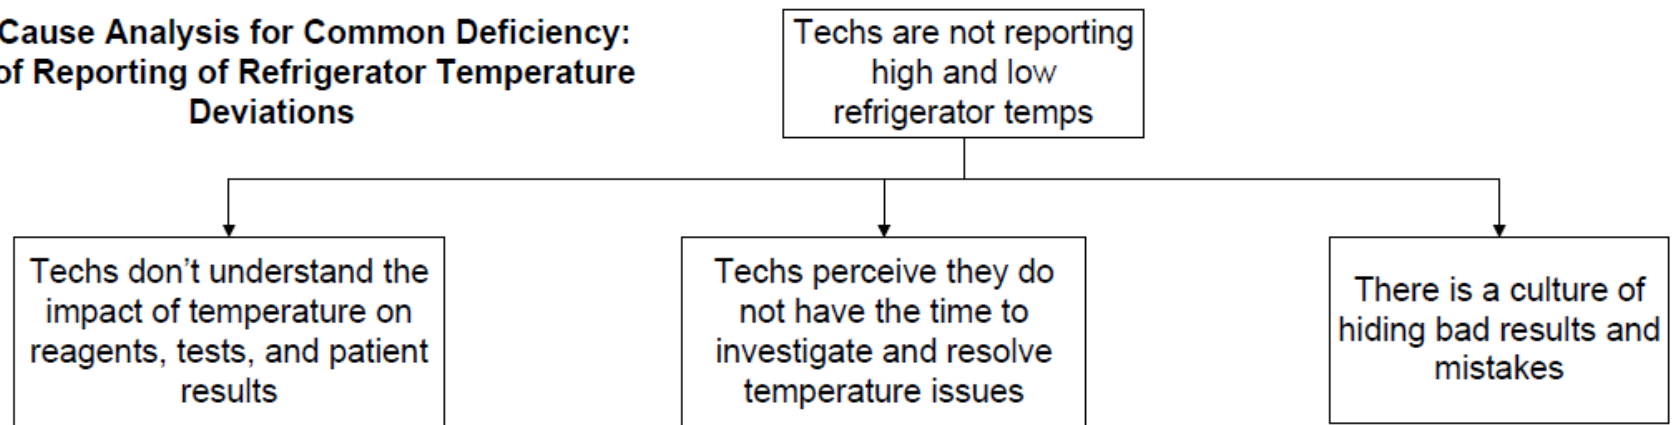 Cause Analysis for Common Deficiency:
of Reporting of Refrigerator Temperature
Deviations
Techs are not reporting
high and low
refrigerator temps
Techs don't understand the
impact of temperature on
reagents, tests, and patient
results
Techs perceive they do
not have the time to
investigate and resolve
temperature issues
There is a culture of
hiding bad results and
mistakes